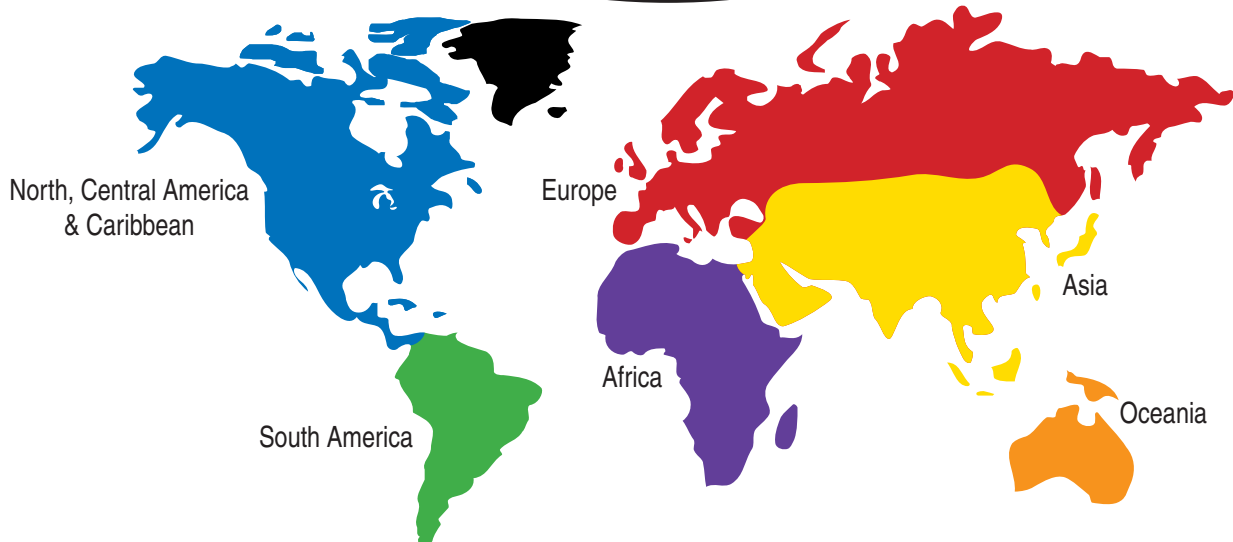 North, Central America
& Caribbean
Europe
Asia
Africa
Oceania
South America